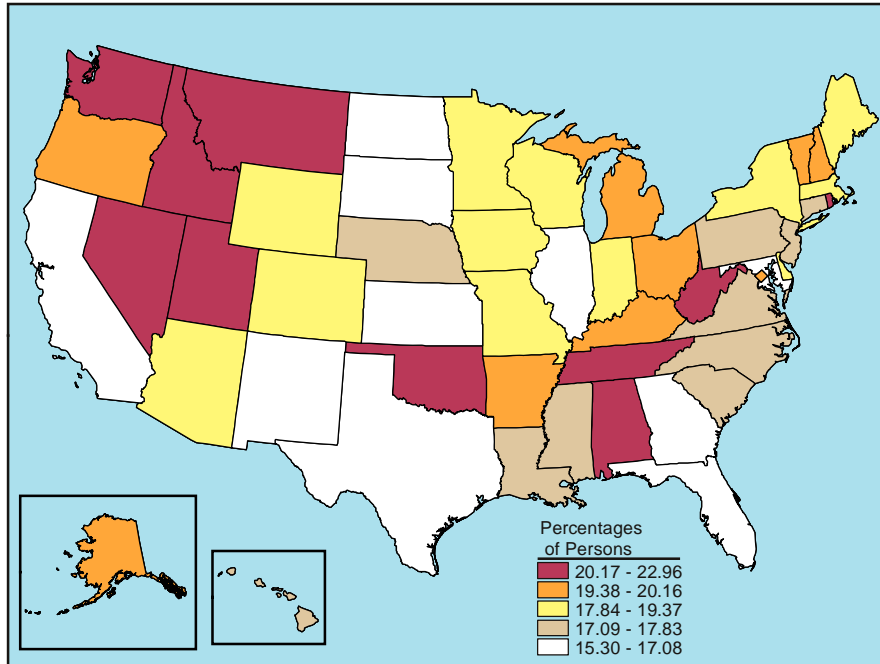 Percentages
of Persons
20.17 - 22.96
19.38 - 20.16
17.84 - 19.37
17.09 - 17.83
15.30 - 17.08